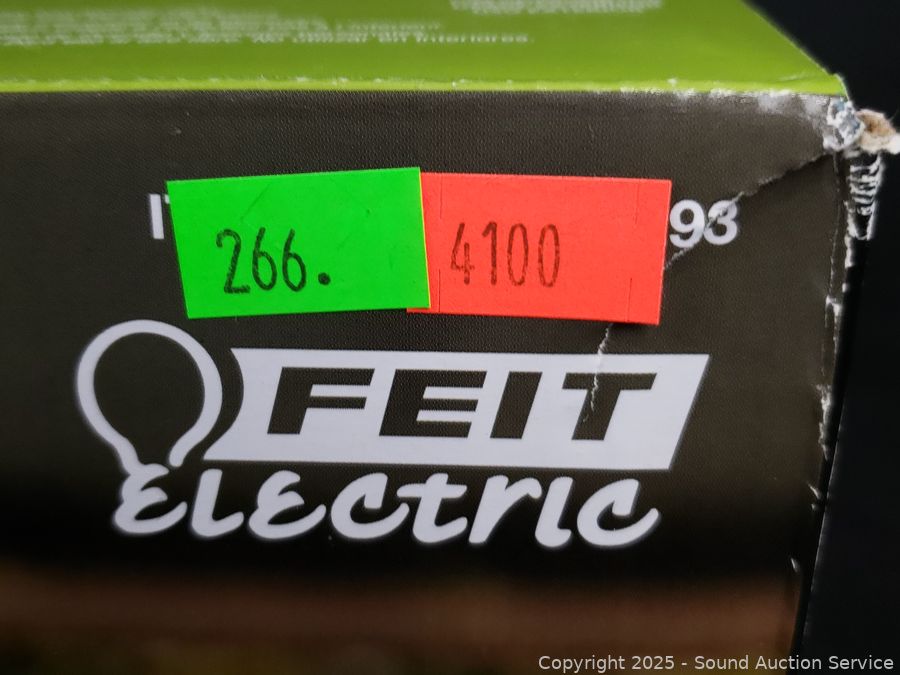 266. 4100
93
FEIT
ELECTRIC
Copyright © 2025 - Sound Auction Service